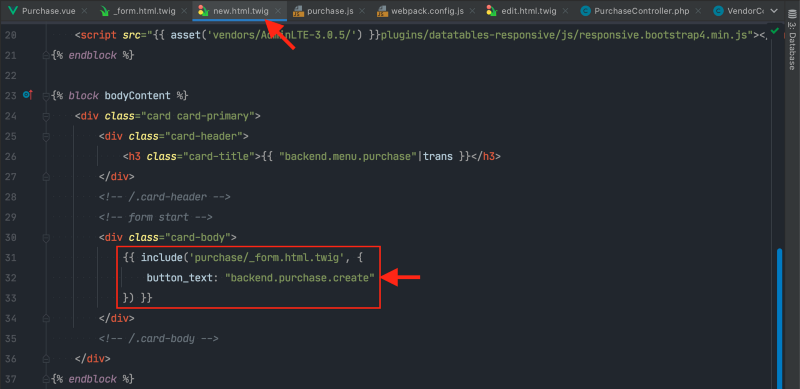 Purchase.vue _form.html.twig new.html.twig purchase.js webpack.config.js edit.html.twig PurchaseController.php VendorCo
20 <script src="{{ asset('vendors/AdminLTE-3.0.5/') }}plugins/datatables-responsive/js/responsive.bootstrap4.min.js"><
21 {% endblock %}
22
23 {% block bodyContent %}
24 <div class="card card-primary">
25 <div class="card-header">
26 <h3 class="card-title">{{ "backend.menu.purchase"|trans }}</h3>
27 </div>
28 <!-- /.card-header -->
29 <!-- form start -->
30 <div class="card-body">
31 {{ include('purchase/_form.html.twig', {
32 button_text: "backend.purchase.create"
33 }) }}
34 </div>
35 <!-- /.card-body -->
36 </div>
37 {% endblock %}
3: Database